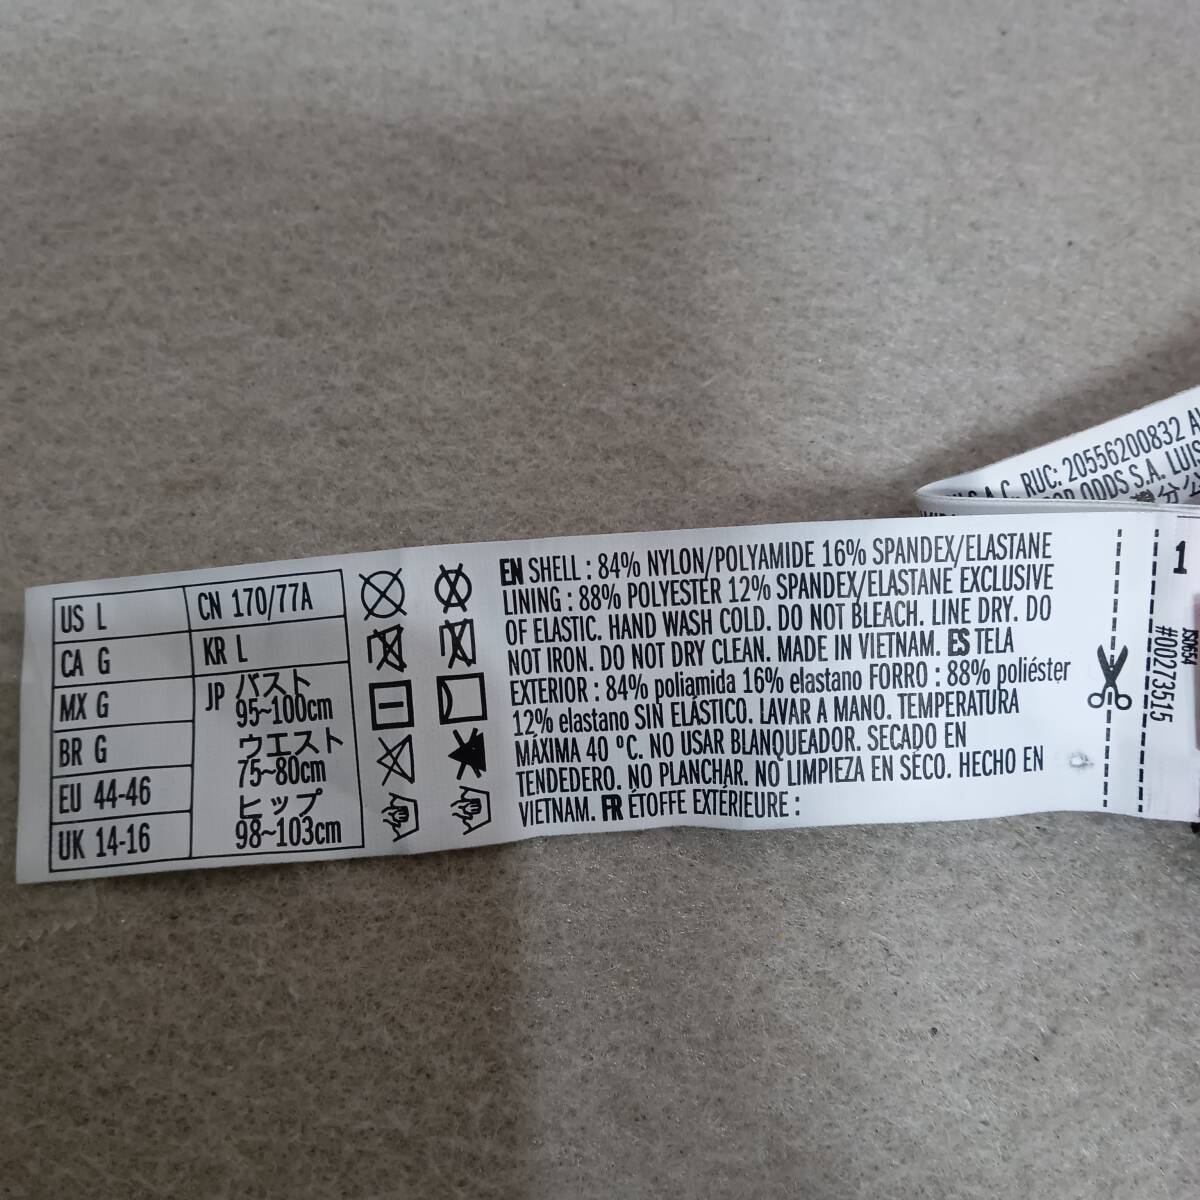 US L
CA G
MX G
BR G
EU 44-46
UK 14-16
CN 170/77A
KR L
JP バスト
95~100cm
ウエスト
75~80cm
ヒップ
98~103cm
EN SHELL : 84% NYLON/POLYAMIDE 16% SPANDEX/ELASTANE
LINING : 88% POLYESTER 12% SPANDEX/ELASTANE EXCLUSIVE
OF ELASTIC. HAND WASH COLD. DO NOT BLEACH. LINE DRY. DO
NOT IRON. DO NOT DRY CLEAN. MADE IN VIETNAM. ES TELA
EXTERIOR : 84% poliamida 16% elastano FORRO : 88% poliéster
12% elastano SIN ELÁSTICO. LAVAR A MANO. TEMPERATURA
MÁXIMA 40 ºC. NO USAR BLANQUEADOR. SECADO EN
TENDEDERO. NO PLANCHAR. NO LIMPIEZA EN SECO. HECHO EN
VIETNAM. FR ÉTOFFE EXTÉRIEURE :
1
#00273515
RUC: 20556200832
ODDS S.A.